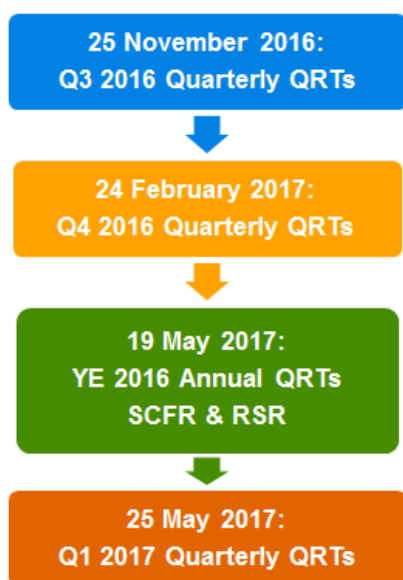 25 November 2016:
Q3 2016 Quarterly QRTs
24 February 2017:
Q4 2016 Quarterly QRTs
19 May 2017:
YE 2016 Annual QRTs
SCFR & RSR
25 May 2017:
Q1 2017 Quarterly QRTs